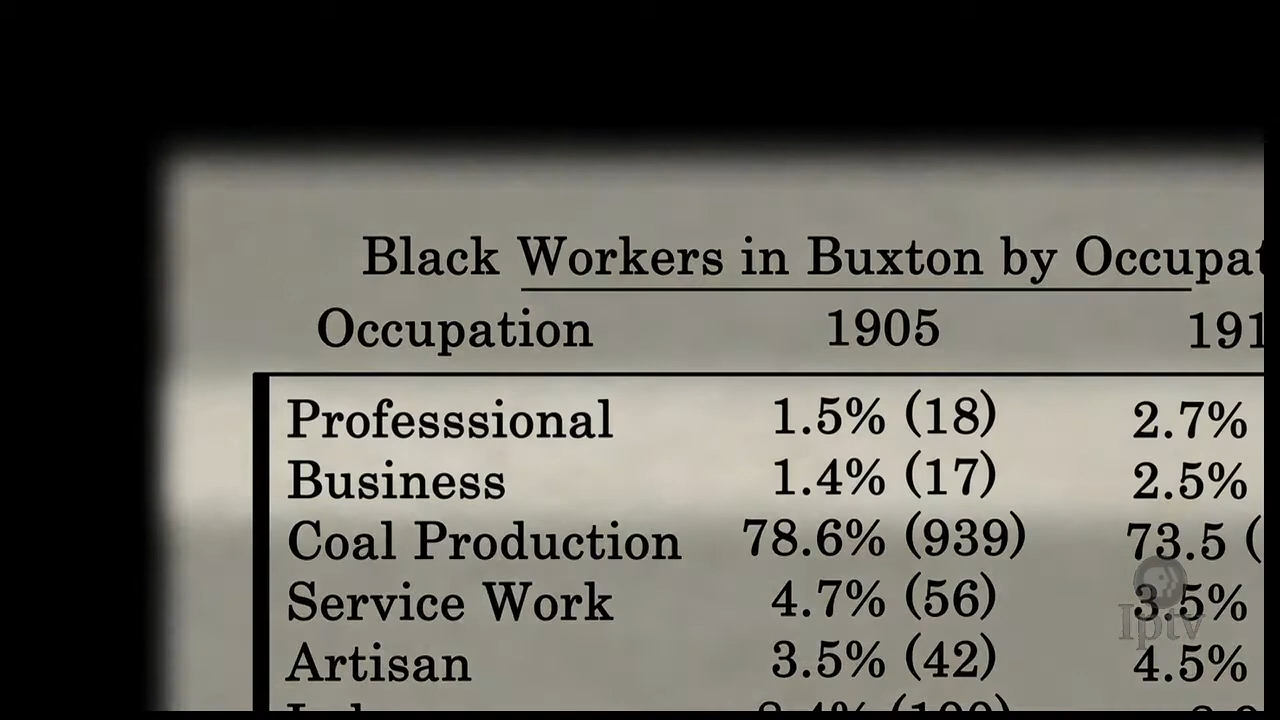 Black Workers in Buxton by Occupat
Occupation 1905 191
Professsional 1.5% (18) 2.7%
Business 1.4% (17) 2.5%
Coal Production 78.6% (939) 73.5 (
Service Work 4.7% (56) 3.5%
Artisan 3.5% (42) 4.5%
Iptv